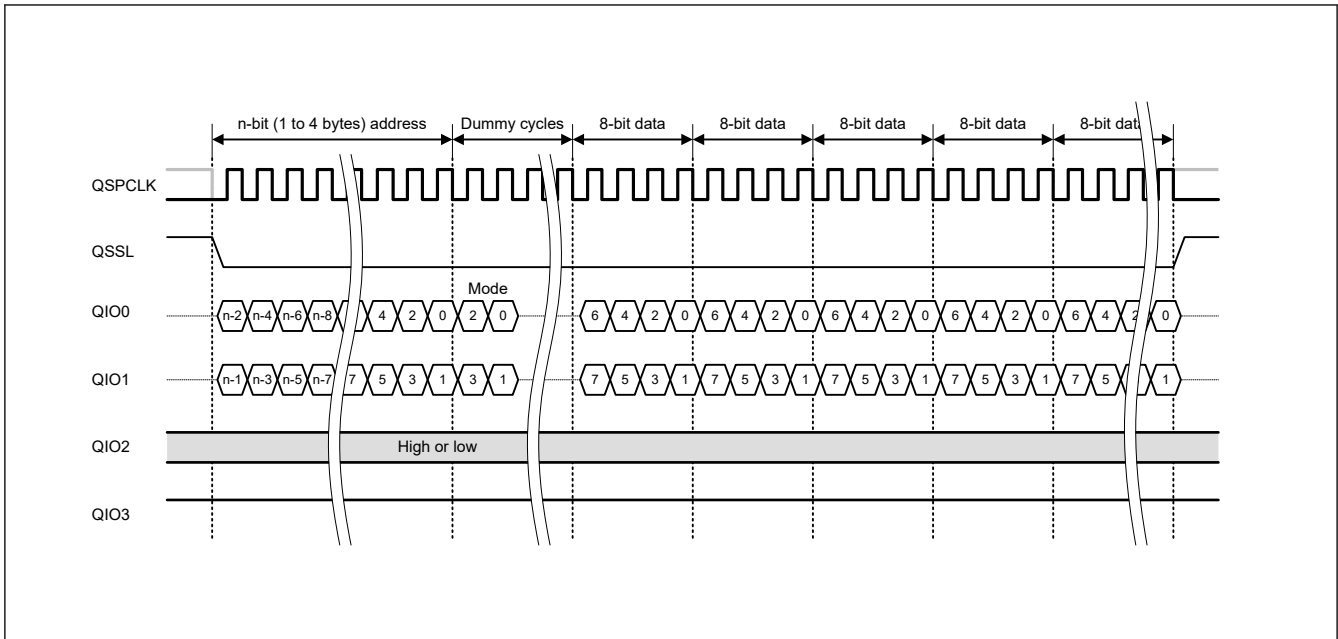 n-bit (1 to 4 bytes) address Dummy cycles 8-bit data 8-bit data 8-bit data 8-bit data 8-bit data
QSPCLK
QSSL
Mode
QIO0 n-2 n-4 n-6 n-8 4 2 0 2 0 6 4 2 0 6 4 2 0 6 4 2 0 6 4 2 0 6 4 2 0
QIO1 n-1 n-3 n-5 n-7 7 5 3 1 3 1 7 5 3 1 7 5 3 1 7 5 3 1 7 5 3 1 7 5 1
QIO2 High or low
QIO3